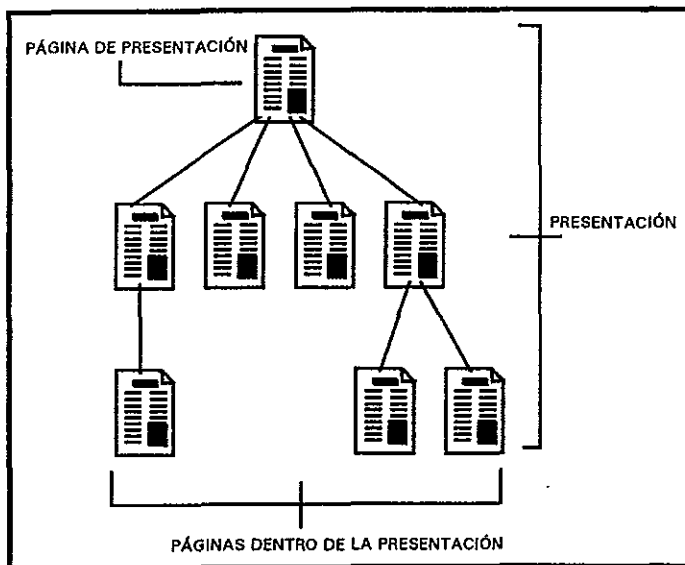 PÁGINA DE PRESENTACIÓN
PRESENTACIÓN
PÁGINAS DENTRO DE LA PRESENTACIÓN